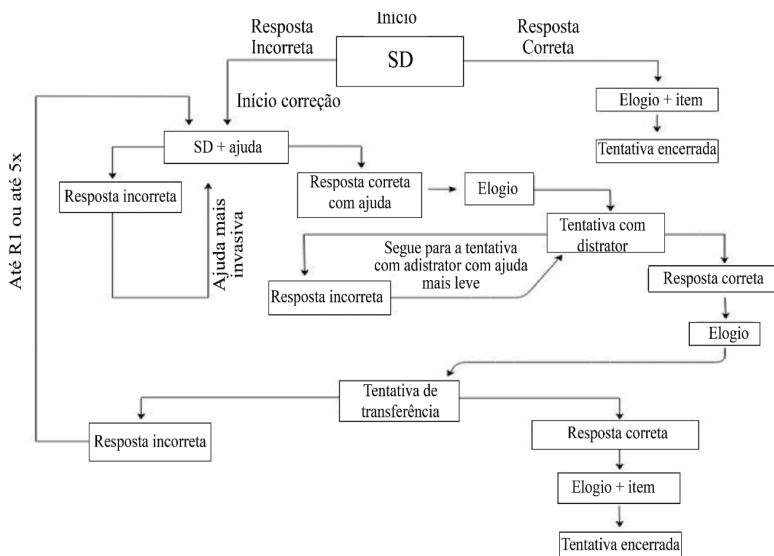 Início
Resposta
Incorreta
SD
Resposta
Correta
Elogio + item
Tentativa encerrada
Início correção
SD + ajuda
Resposta incorreta
Ajuda mais
invasiva
Até R1 ou até 5x
Resposta correta
com ajuda
Elogio
Tentativa com
distrator
Segue para a tentativa
com adistrator com ajuda
mais leve
Resposta incorreta
Resposta correta
Elogio
Tentativa de
transferência
Resposta incorreta
Resposta correta
Elogio + item
Tentativa encerrada